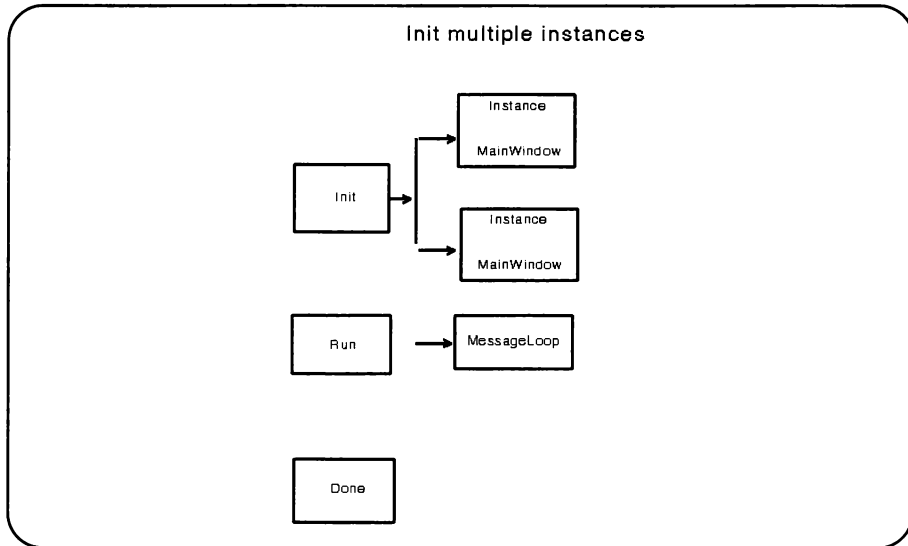 Init multiple instances
Instance
MainWindow
Init
Instance
MainWindow
Run
MessageLoop
Done